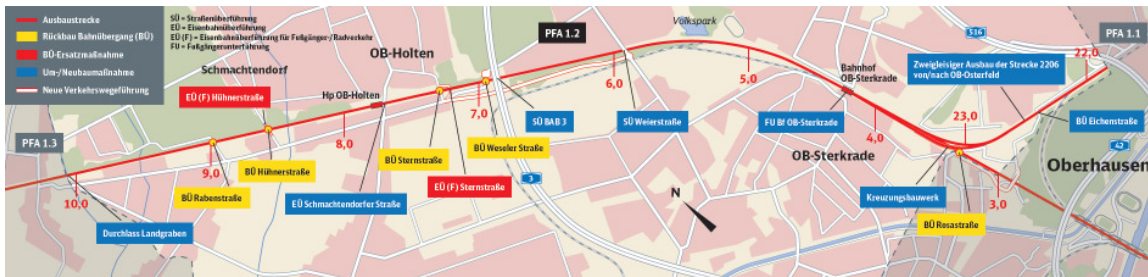 Ausbaustrecke
Rückbau Bahnübergang (BÜ)
BÜ-Ersatzmaßnahme
Um-/Neubaumaßnahme
Neue Verkehrswegeführung
SÜ = Straßenüberführung
EÜ = Eisenbahnüberführung
EÜ (F) = Eisenbahnüberführung für Fußgänger-/Radverkehr
FU = Fußgängerunterführung
PFA 1.3
PFA 1.2
PFA 1.1
Schmachtendorf
OB-Holten
Hp OB-Holten
Volkspark
Bahnhof
OB-Sterkrade
OB-Sterkrade
Oberhausen
EÜ (F) Hühnerstraße
BÜ Hühnerstraße
BÜ Rabenstraße
Durchlass Landgraben
EÜ Schmachtendorfer Straße
BÜ Sternstraße
EÜ (F) Sternstraße
BÜ Weseler Straße
SÜ BAB 3
SÜ Weierstraße
FU Bf OB-Sterkrade
Zweigleisiger Ausbau der Strecke 2206
von/nach OB-Osterfeld
BÜ Eichenstraße
Kreuzungsbauwerk
BÜ Rosastraße
10,0
9,0
8,0
7,0
6,0
5,0
4,0
3,0
23,0
22,0
3
516
42
N